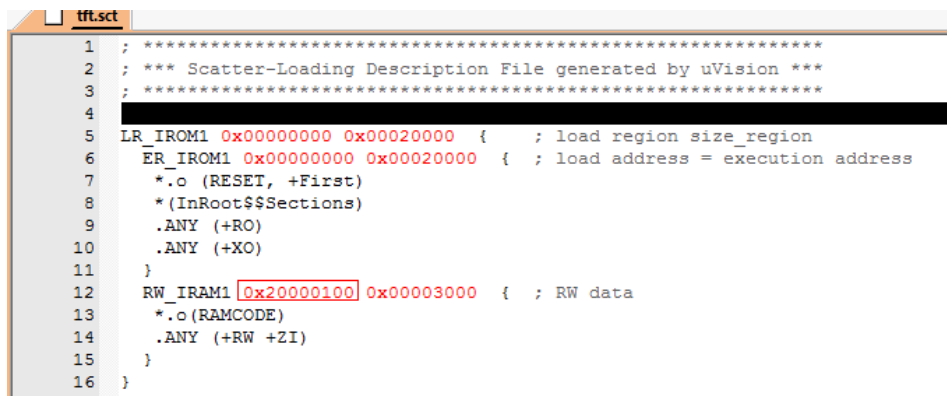 tft.sct
1 ; *************************************************************
2 ; *** Scatter-Loading Description File generated by uVision ***
3 ; *************************************************************
4
5 LR_IROM1 0x00000000 0x00020000  {    ; load region size_region
6   ER_IROM1 0x00000000 0x00020000  {  ; load address = execution address
7    *.o (RESET, +First)
8    *(InRoot$$Sections)
9    .ANY (+RO)
10    .ANY (+XO)
11   }
12   RW_IRAM1 0x20000100 0x00003000  {  ; RW data
13    *.o(RAMCODE)
14    .ANY (+RW +ZI)
15   }
16 }